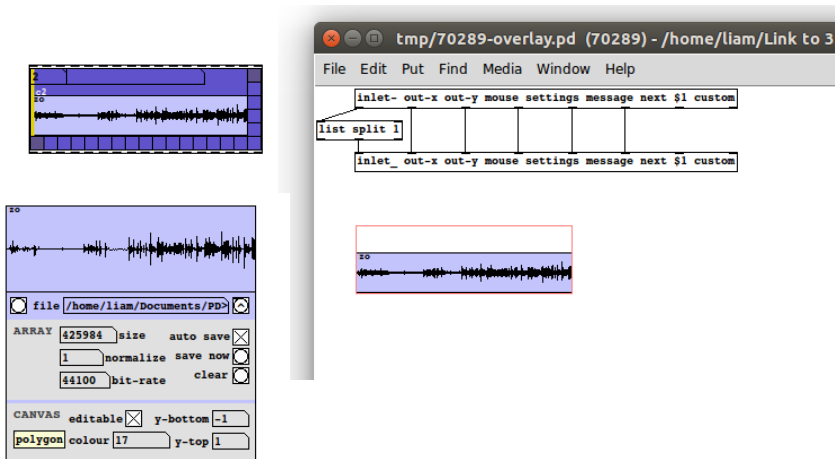 2
c2
zo
zo
file /home/liam/Documents/PD> ^
ARRAY 425984 size auto save
1 normalize save now
44100 bit-rate clear
CANVAS editable y-bottom -1
polygon colour 17 y-top 1
tmp/70289-overlay.pd (70289) - /home/liam/Link to 3
File Edit Put Find Media Window Help
inlet- out-x out-y mouse settings message next $1 custom
list split 1
inlet_ out-x out-y mouse settings message next $1 custom
zo